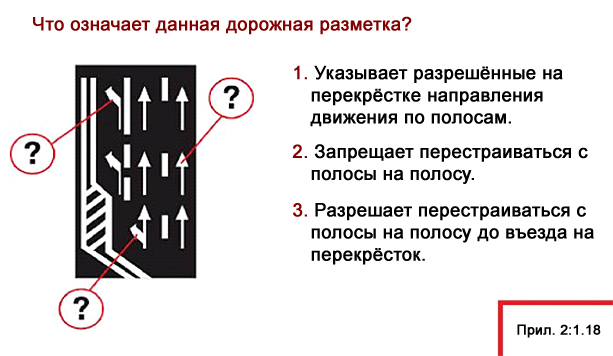 Что означает данная дорожная разметка?
1. Указывает разрешённые на
перекрёстке направления
движения по полосам.
2. Запрещает перестраиваться с
полосы на полосу.
3. Разрешает перестраиваться с
полосы на полосу до въезда на
перекрёсток.
?
?
?
Прил. 2:1.18